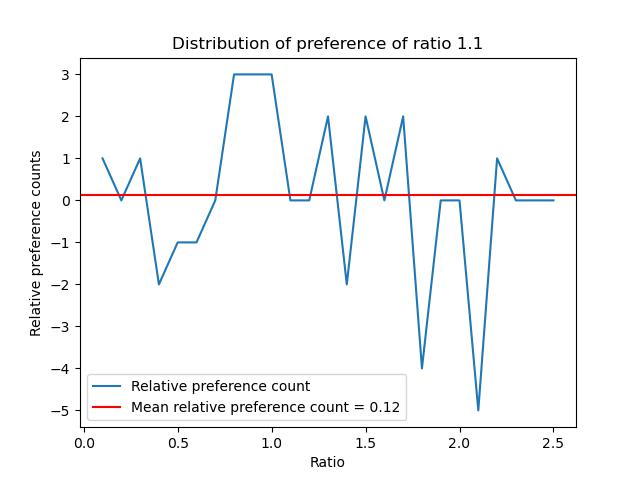 Distribution of preference of ratio 1.1
Relative preference counts
3
2
1
0
−1
−2
−3
−4
−5
Relative preference count
Mean relative preference count = 0.12
0.0 0.5 1.0 1.5 2.0 2.5
Ratio